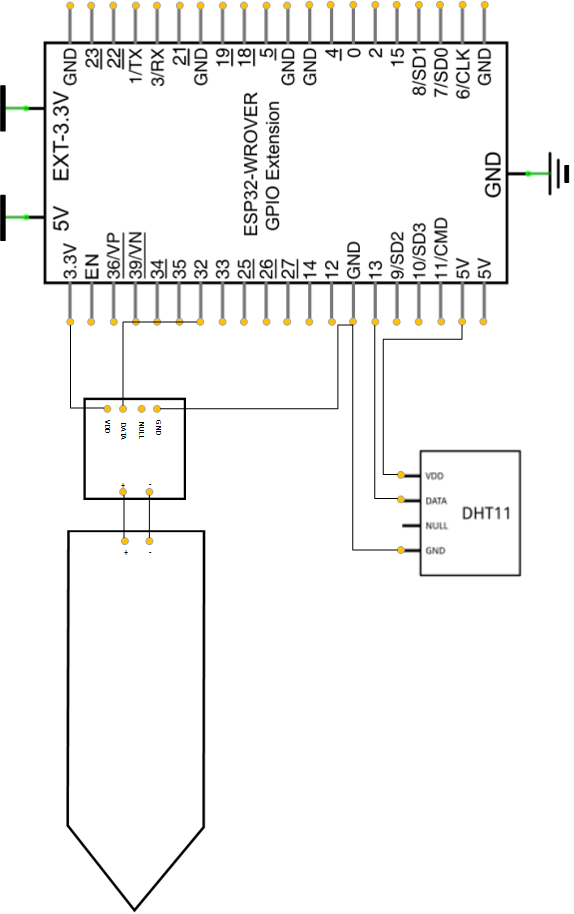 GND
23
22
1/TX
3/RX
21
GND
19
18
5
GND
GND
4
0
2
15
8/SD1
7/SD0
6/CLK
GND
EXT-3.3V
5V
ESP32-WROVER
GPIO Extension
GND
3.3V
EN
36/VP
39/VN
34
35
32
33
25
26
27
14
12
GND
13
9/SD2
10/SD3
11/CMD
5V
5V
VDD
DATA
NULL
GND
+
-
+
-
VDD
DATA
NULL
GND
DHT11